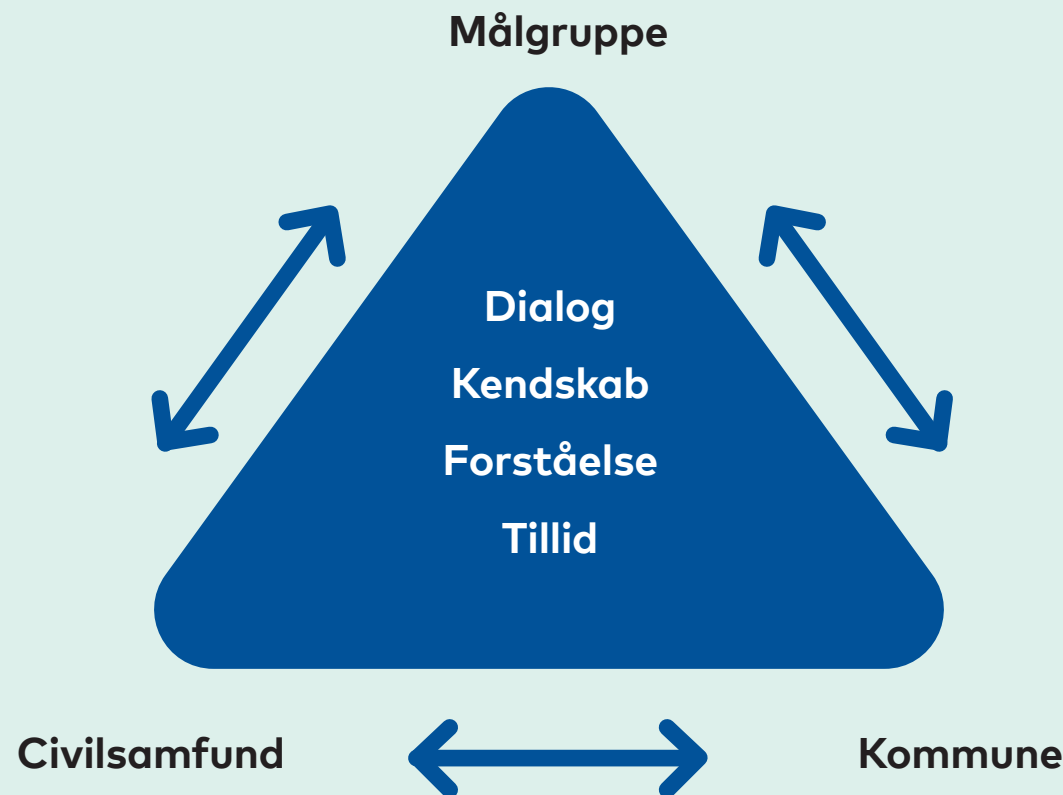 Målgruppe
Dialog
Kendskab
Forståelse
Tillid
Civilsamfund
Kommune